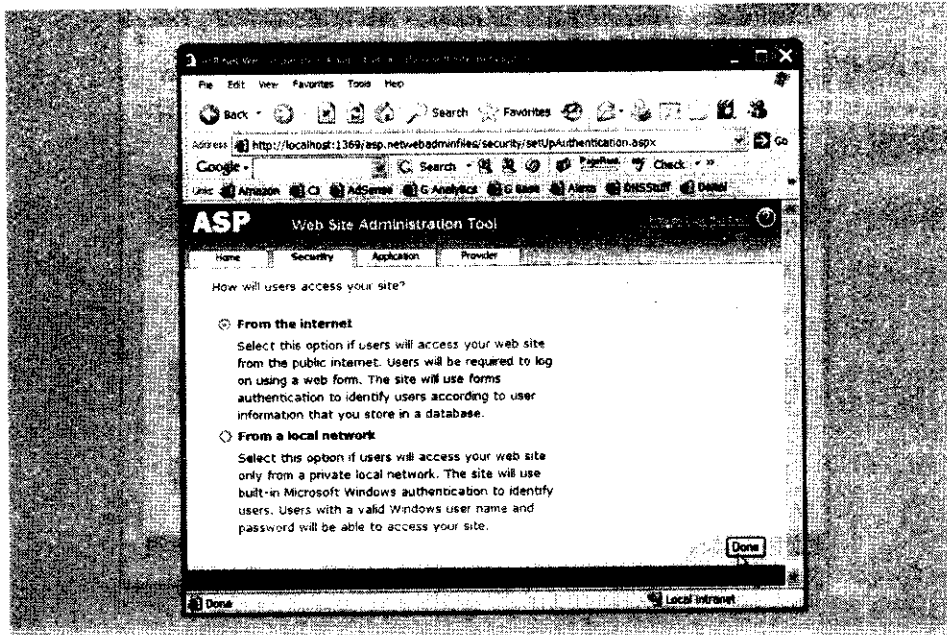 File Edit View Favorites Tools Help
Back Search Favorites
Address http://localhost:1369/asp.netwebadminfiles/security/setUpAuthentication.aspx Go
Google Search PageRank Check
Links Amazon CJ AdSense G Analytics G Base Alexa DNSStuff
ASP Web Site Administration Tool ?
Home Security Application Provider
How will users access your site?
From the internet
Select this option if users will access your web site
from the public internet. Users will be required to log
on using a web form. The site will use forms
authentication to identify users according to user
information that you store in a database.
From a local network
Select this option if users will access your web site
only from a private local network. The site will use
built-in Microsoft Windows authentication to identify
users. Users with a valid Windows user name and
password will be able to access your site.
Done
Done Local intranet